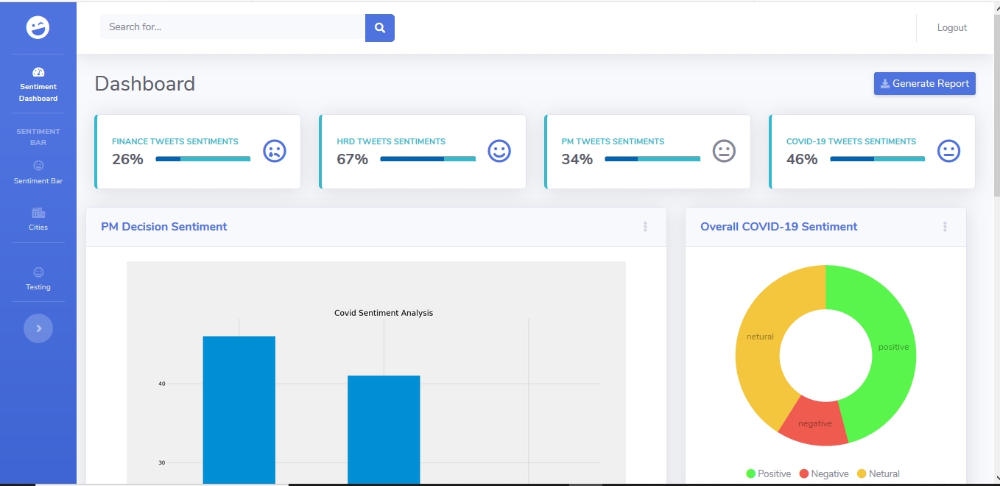 Search for...
Logout
Sentiment
Dashboard
SENTIMENT
BAR
Sentiment Bar
Cities
Testing
Dashboard
Generate Report
FINANCE TWEETS SENTIMENTS
26%
HRD TWEETS SENTIMENTS
67%
PM TWEETS SENTIMENTS
34%
COVID-19 TWEETS SENTIMENTS
46%
PM Decision Sentiment
Covid Sentiment Analysis
40
30
Overall COVID-19 Sentiment
netural
positive
negative
Positive Negative Netural